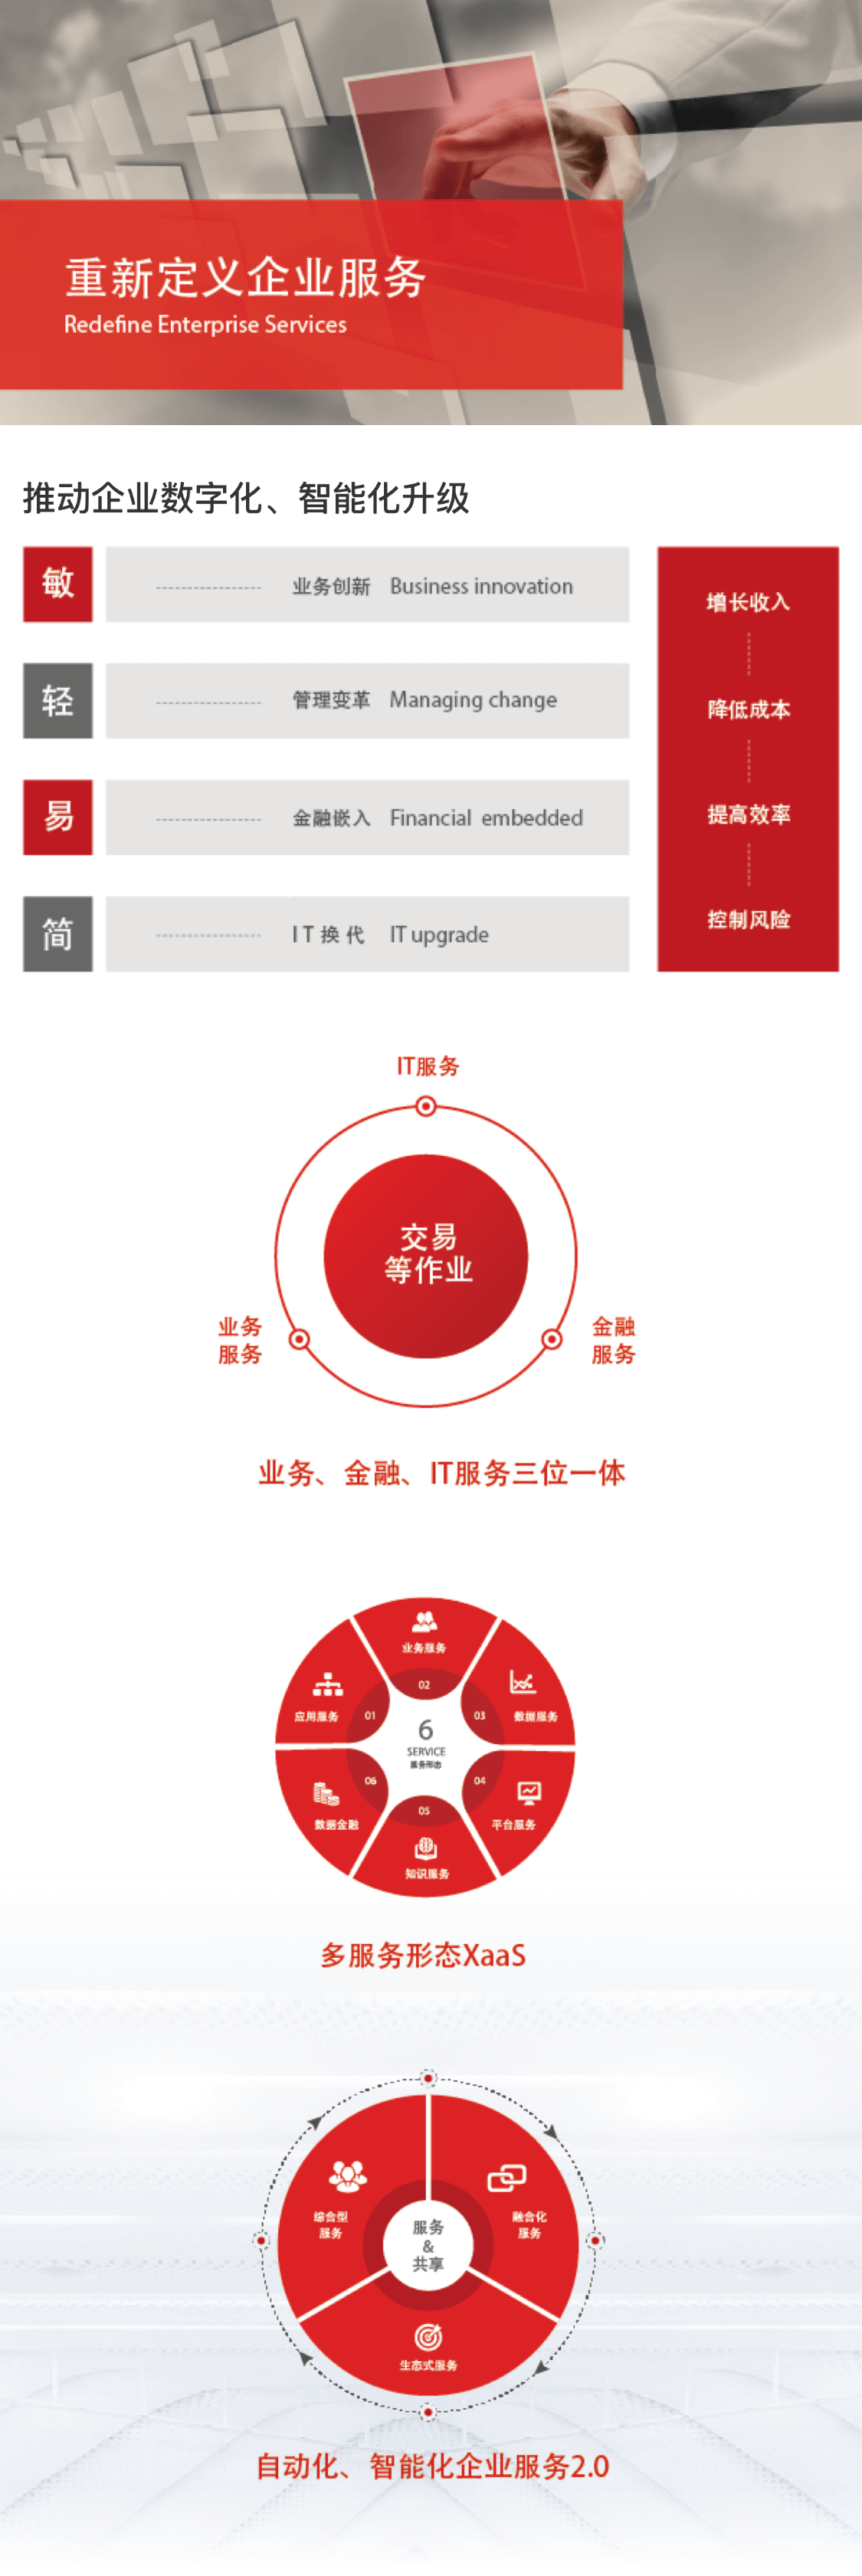 重新定义企业服务
Redefine Enterprise Services
推动企业数字化、智能化升级
敏
业务创新 Business innovation
轻
管理变革 Managing change
易
金融嵌入 Financial embedded
简
IT换代 IT upgrade
增长收入
降低成本
提高效率
控制风险
IT服务
交易
等作业
业务
服务
金融
服务
业务、金融、IT服务三位一体
业务服务
02
应用服务
01
03
数据服务
6
SERVICE
服务形态
06
04
数据金融
平台服务
05
知识服务
多服务形态XaaS
综合型
服务
融合化
服务
服务
&
共享
生态式服务
自动化、智能化企业服务2.0